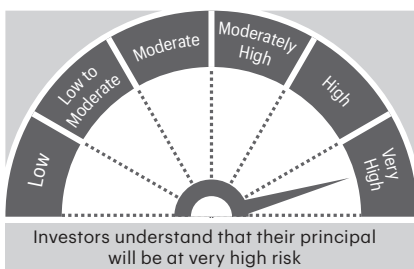 Low
Low to
Moderate
Moderate
Moderately
High
High
Very
High
Investors understand that their principal
will be at very high risk